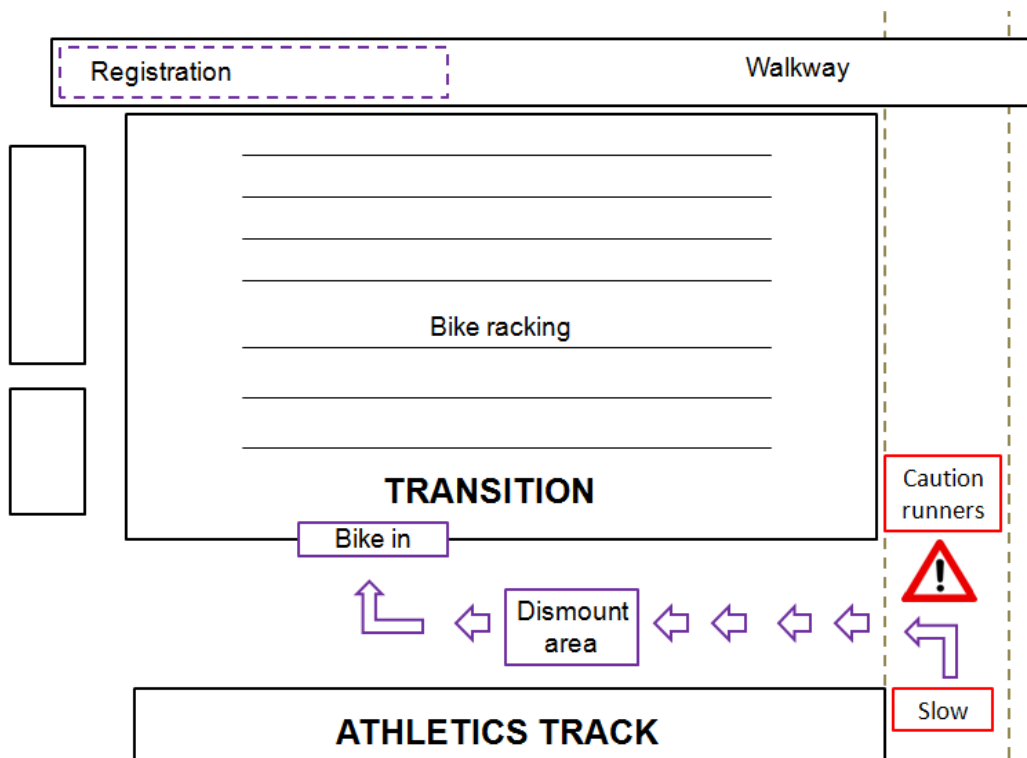 Registration
Walkway
Bike racking
TRANSITION
Caution
runners
Bike in
Dismount
area
Slow
ATHLETICS TRACK